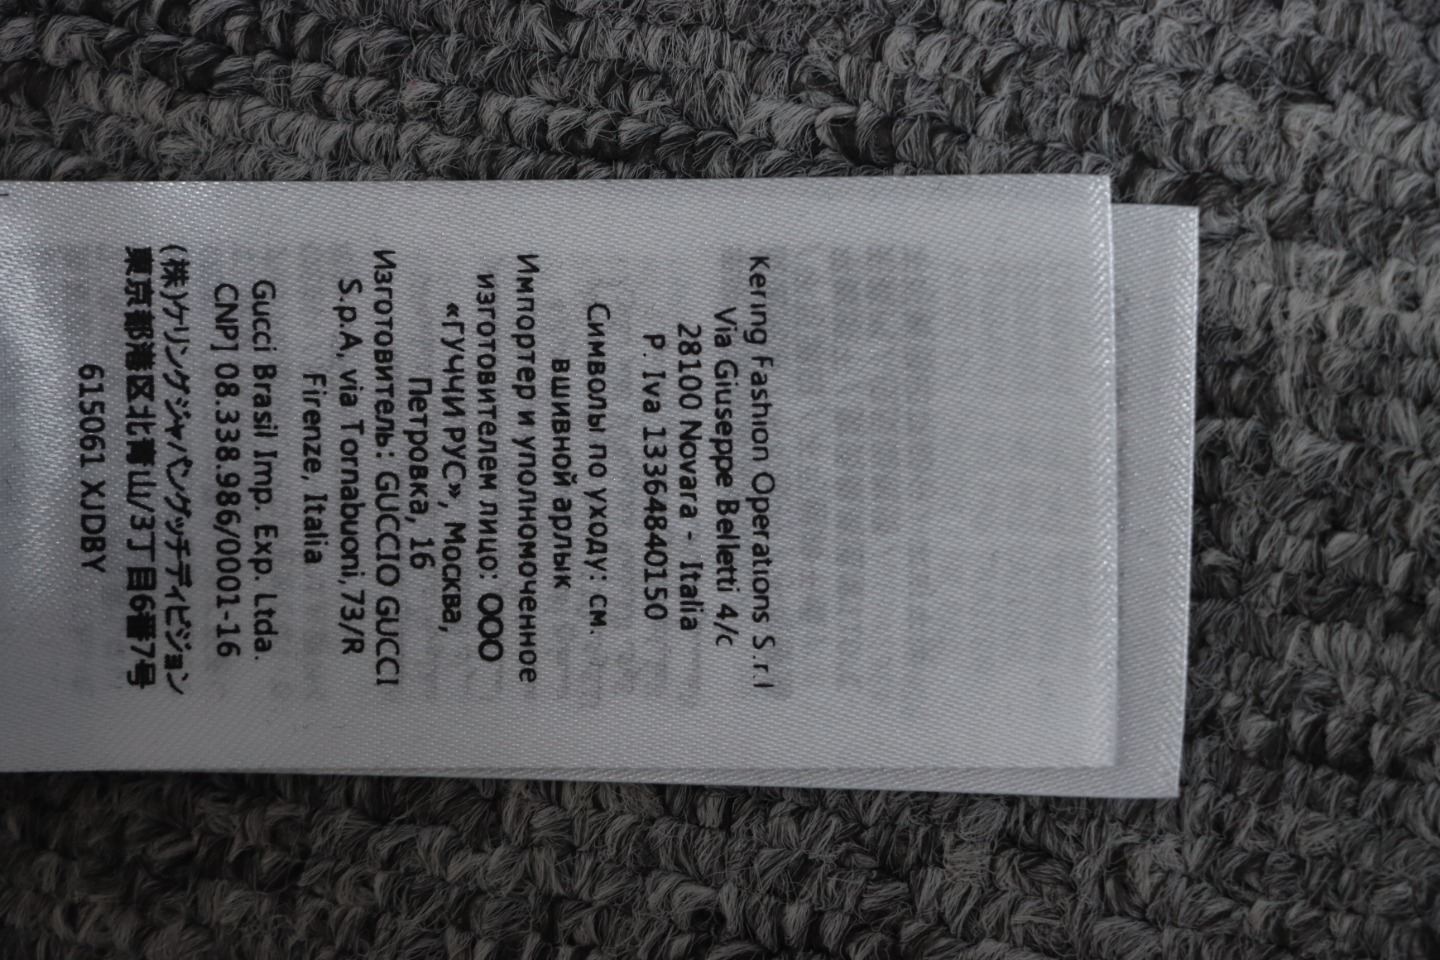 615061 XJDBY
東京都港区北青山/3丁目6番7号
(株)ケリングジャパングッチディビジョン
CNPJ 08.338.986/0001-16
Gucci Brasil Imp. Exp. Ltda.
Firenze, Italia
S.p.A, via Tornabuoni, 73/R
Изготовитель: GUCCIO GUCCI
Петровка, 16
«ГУЧЧИ РУС», Москва,
изготовителем лицо: ООО
Импортер и уполномоченное
вшивной арлык
Символы по уходу: см.
P. Iva 13364840150
28100 Novara - Italia
Via Giuseppe Belletti 4/c
Kering Fashion Operations S.r.l